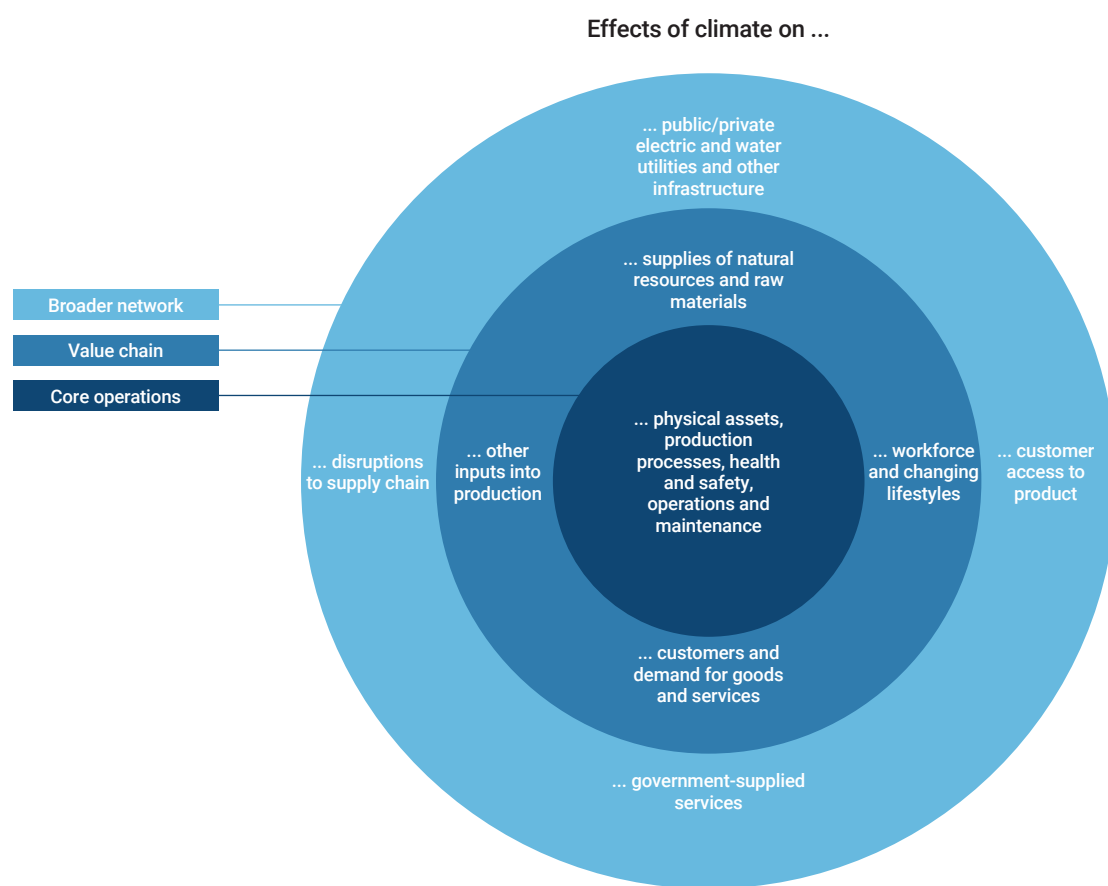 Effects of climate on ...
... public/private
electric and water
utilities and other
infrastructure
... supplies of natural
resources and raw
materials
Broader network
Value chain
Core operations
... physical assets,
production
processes, health
and safety,
operations and
maintenance
... disruptions
to supply chain
... other
inputs into
production
... workforce
and changing
lifestyles
... customer
access to
product
... customers and
demand for goods
and services
... government-supplied
services